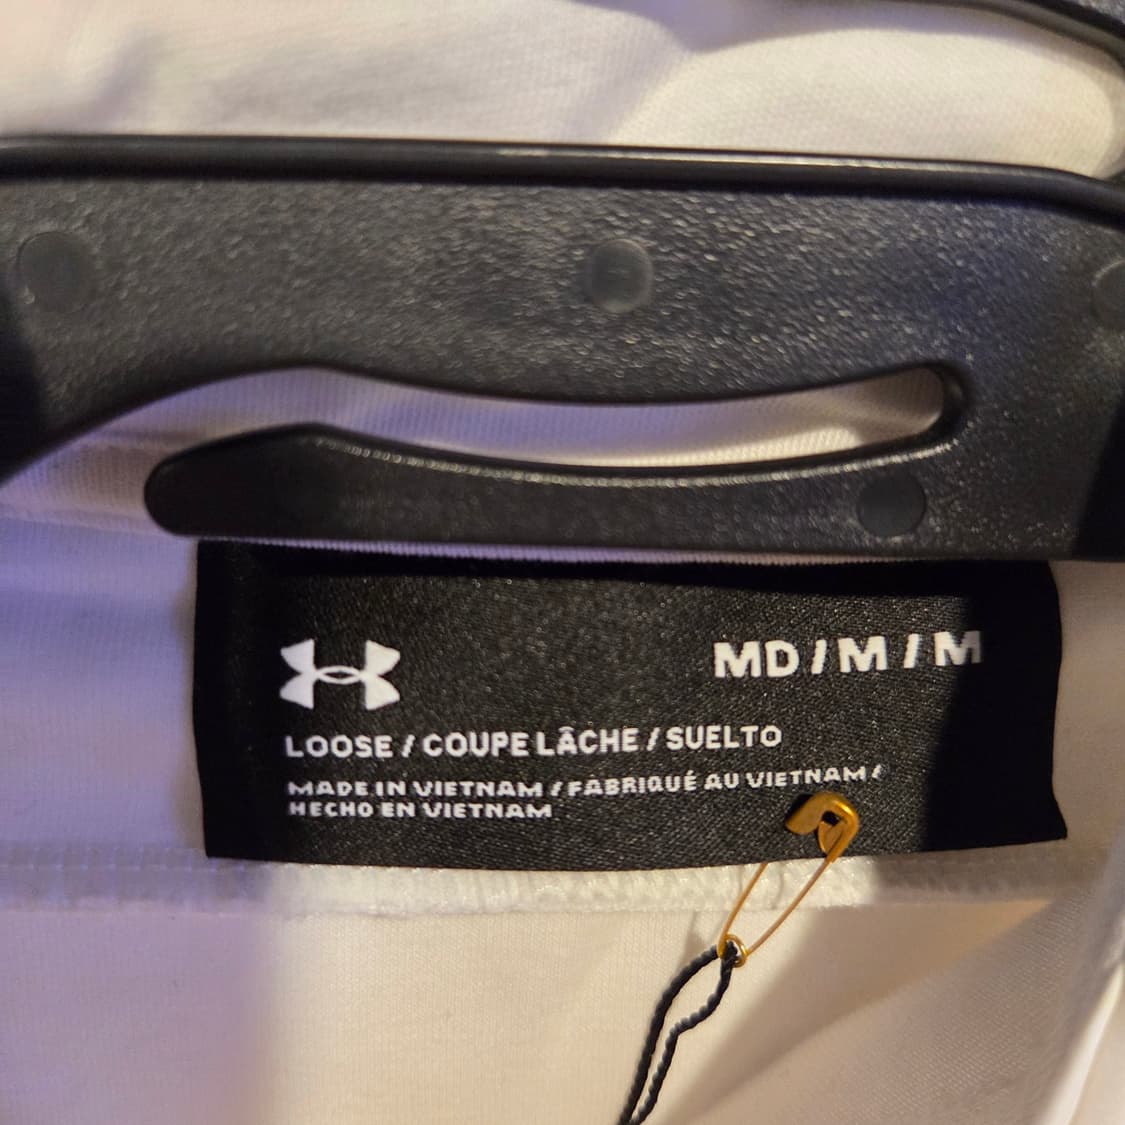 MD / M / M
LOOSE / COUPE LÂCHE / SUELTO
MADE IN VIETNAM / FABRIQUÉ AU VIETNAM /
HECHO EN VIETNAM